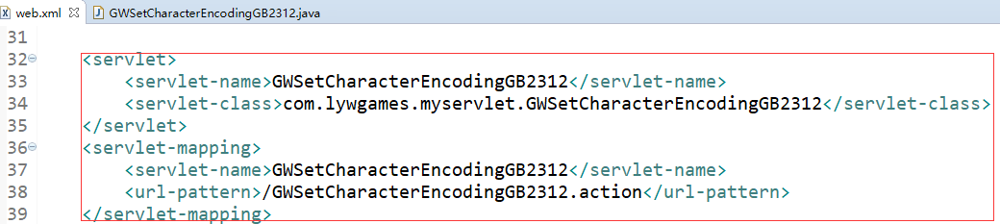 web.xml GWSetCharacterEncodingGB2312.java
31
32 <servlet>
33 <servlet-name>GWSetCharacterEncodingGB2312</servlet-name>
34 <servlet-class>com.lywgames.myservlet.GWSetCharacterEncodingGB2312</servlet-class>
35 </servlet>
36 <servlet-mapping>
37 <servlet-name>GWSetCharacterEncodingGB2312</servlet-name>
38 <url-pattern>/GWSetCharacterEncodingGB2312.action</url-pattern>
39 </servlet-mapping>